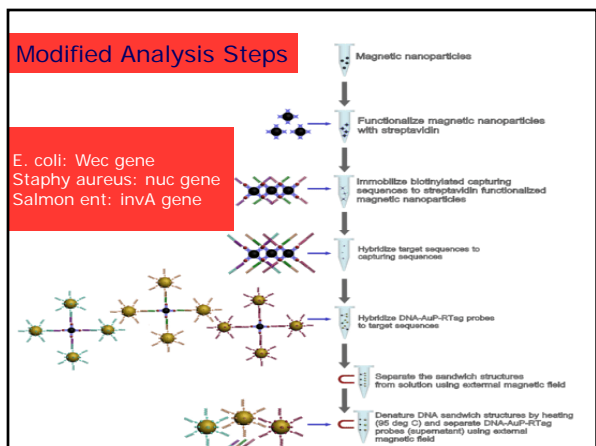 Modified Analysis Steps
E. coli: Wec gene
Staphy aureus: nuc gene
Salmon ent: invA gene
Magnetic nanoparticles
Functionalize magnetic nanoparticles
with streptavidin
Immobilize biotinylated capturing
sequences to streptavidin functionalized
magnetic nanoparticles
Hybridize target sequences to
capturing sequences
Hybridize DNA-AuP-RTag probes
to target sequences
Separate the sandwich structures
from solution using external magnetic field
Denature DNA sandwich structures by heating
(95 deg C) and separate DNA-AuP-RTag
probes (supernatant) using external
magnetic field